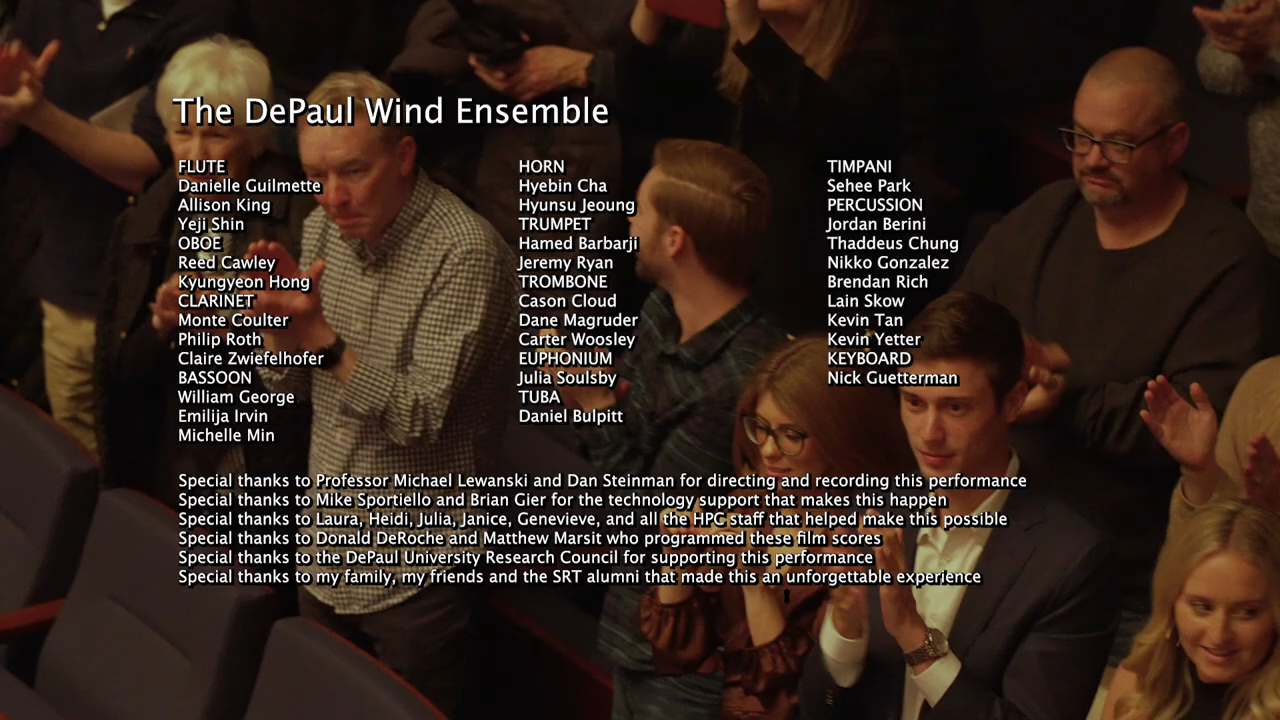 The DePaul Wind Ensemble
FLUTE
Danielle Guilmette
Allison King
Yeji Shin
OBOE
Reed Cawley
Kyungyeon Hong
CLARINET
Monte Coulter
Philip Roth
Claire Zwiefelhofer
BASSOON
William George
Emilija Irvin
Michelle Min
HORN
Hyebin Cha
Hyunsu Jeoung
TRUMPET
Hamed Barbarji
Jeremy Ryan
TROMBONE
Cason Cloud
Dane Magruder
Carter Woosley
EUPHONIUM
Julia Soulsby
TUBA
Daniel Bulpitt
TIMPANI
Sehee Park
PERCUSSION
Jordan Berini
Thaddeus Chung
Nikko Gonzalez
Brendan Rich
Lain Skow
Kevin Tan
Kevin Yetter
KEYBOARD
Nick Guetterman
Special thanks to Professor Michael Lewanski and Dan Steinman for directing and recording this performance
Special thanks to Mike Sportiello and Brian Gier for the technology support that makes this happen
Special thanks to Laura, Heidi, Julia, Janice, Genevieve, and all the HPC staff that helped make this possible
Special thanks to Donald DeRoche and Matthew Marsit who programmed these film scores
Special thanks to the DePaul University Research Council for supporting this performance
Special thanks to my family, my friends and the SRT alumni that made this an unforgettable experience